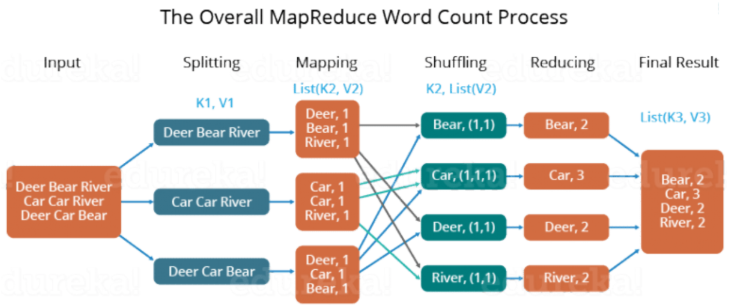 The Overall MapReduce Word Count Process
Input
Splitting
Mapping
Shuffling
Reducing
Final Result
K1, V1
List(K2, V2)
K2, List(V2)
List(K3, V3)
Deer Bear River
Car Car River
Deer Car Bear
Deer Bear River
Car Car River
Deer Car Bear
Deer, 1
Bear, 1
River, 1
Car, 1
Car, 1
River, 1
Deer, 1
Car, 1
Bear, 1
Bear, (1,1)
Car, (1,1,1)
Deer, (1,1)
River, (1,1)
Bear, 2
Car, 3
Deer, 2
River, 2
Bear, 2
Car, 3
Deer, 2
River, 2